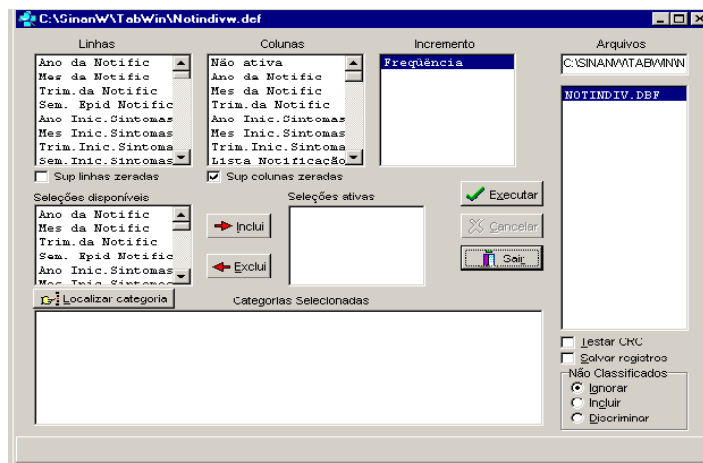 C:\SinanW\TabWin\Notindivw.def
Linhas
Ano da Notific
Mes da Notific
Trim.da Notific
Sem. Epid Notific
Ano Inic.Sintomas
Mes Inic.Sintomas
Trim.Inic.Sintoma
Sem.Inic.Sintomas
Sup linhas zeradas
Colunas
Não ativa
Ano da Notific
Mes da Notific
Trim.da Notific
Ano Inic.Sintomas
Mes Inic.Sintomas
Trim.Inic.Sintoma
Lista Notificação
Sup colunas zeradas
Incremento
Freqüência
Arquivos
C:\SINANW\TABWIN\N
NOTINDIV.DBF
Seleções disponíveis
Ano da Notific
Mes da Notific
Trim.da Notific
Sem. Epid Notific
Ano Inic.Sintomas
Mes Inic.Sintomas
Inclui
Exclui
Seleções ativas
Executar
Cancelar
Sair
Localizar categoria
Categorias Selecionadas
Testar CRC
Salvar registros
Não Classificados
Ignorar
Incluir
Discriminar